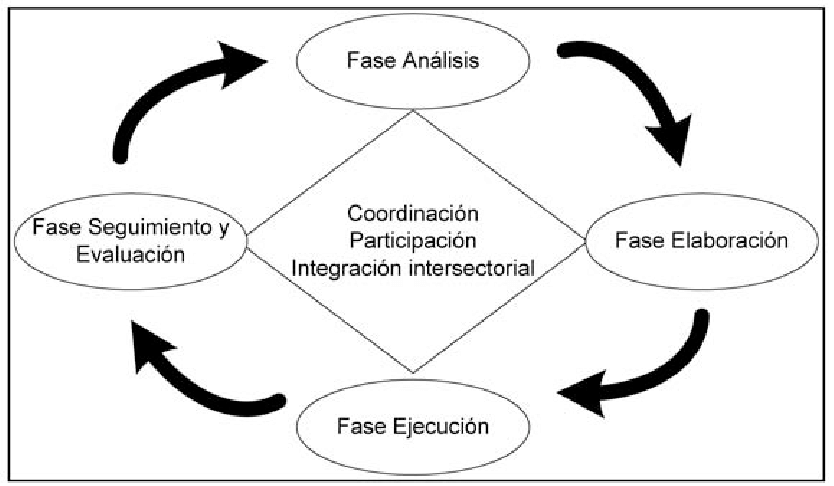 Fase Análisis
Fase Seguimiento y
Evaluación
Coordinación
Participación
Integración intersectorial
Fase Elaboración
Fase Ejecución